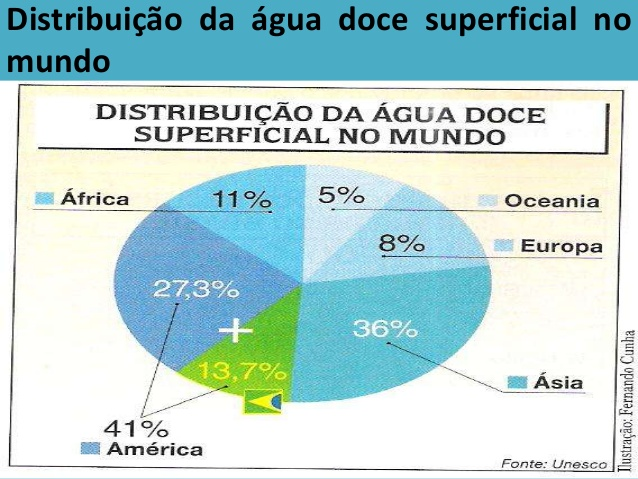 Distribuição da água doce superficial no
mundo
DISTRIBUIÇÃO DA ÁGUA DOCE
SUPERFICIAL NO MUNDO
África
11%
5%
Oceania
8%
Europa
27,3%
+
36%
13,7%
Ásia
41%
América
Fonte: Unesco
Ilustração: Fernando Cunha